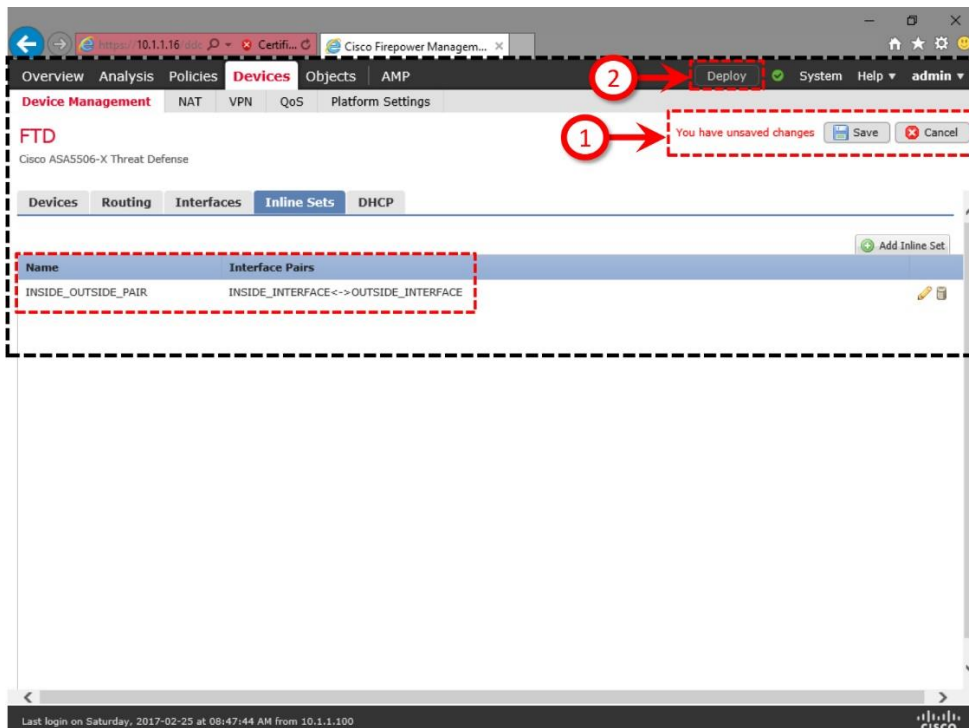 https://10.1.1.16/ddc Certifi... Cisco Firepower Managem...
Overview Analysis Policies Devices Objects AMP 2 Deploy System Help admin
Device Management NAT VPN QoS Platform Settings
FTD
1 You have unsaved changes Save Cancel
Cisco ASA5506-X Threat Defense
Devices Routing Interfaces Inline Sets DHCP
Add Inline Set
Name Interface Pairs
INSIDE_OUTSIDE_PAIR INSIDE_INTERFACE<->OUTSIDE_INTERFACE
Last login on Saturday, 2017-02-25 at 08:47:44 AM from 10.1.1.100
CISCO